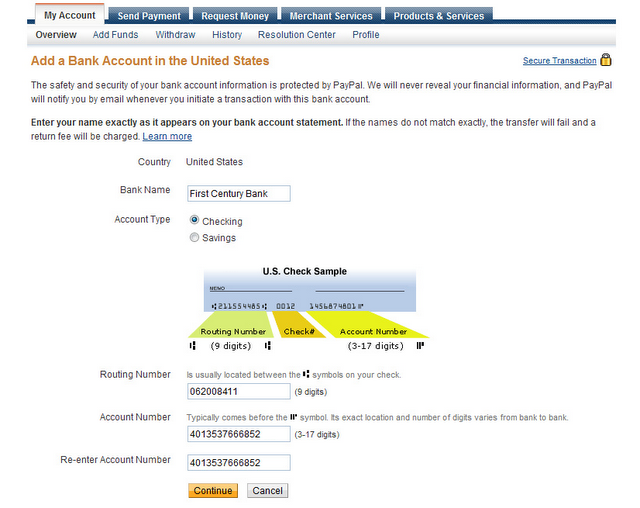 My Account Send Payment Request Money Merchant Services Products & Services
Overview Add Funds Withdraw History Resolution Center Profile
Add a Bank Account in the United States
Secure Transaction
The safety and security of your bank account information is protected by PayPal. We will never reveal your financial information, and PayPal
will notify you by email whenever you initiate a transaction with this bank account.
Enter your name exactly as it appears on your bank account statement. If the names do not match exactly, the transfer will fail and a
return fee will be charged. Learn more
Country United States
Bank Name First Century Bank
Account Type Checking
Savings
U.S. Check Sample
MEMO
⑆211554485⑆ 0012 1456874801⑈
Routing Number Check# Account Number
⑆ (9 digits) ⑆ (3-17 digits) ⑈
Routing Number Is usually located between the ⑆ symbols on your check.
062008411 (9 digits)
Account Number Typically comes before the ⑈ symbol. Its exact location and number of digits varies from bank to bank.
4013537666852 (3-17 digits)
Re-enter Account Number 4013537666852
Continue Cancel